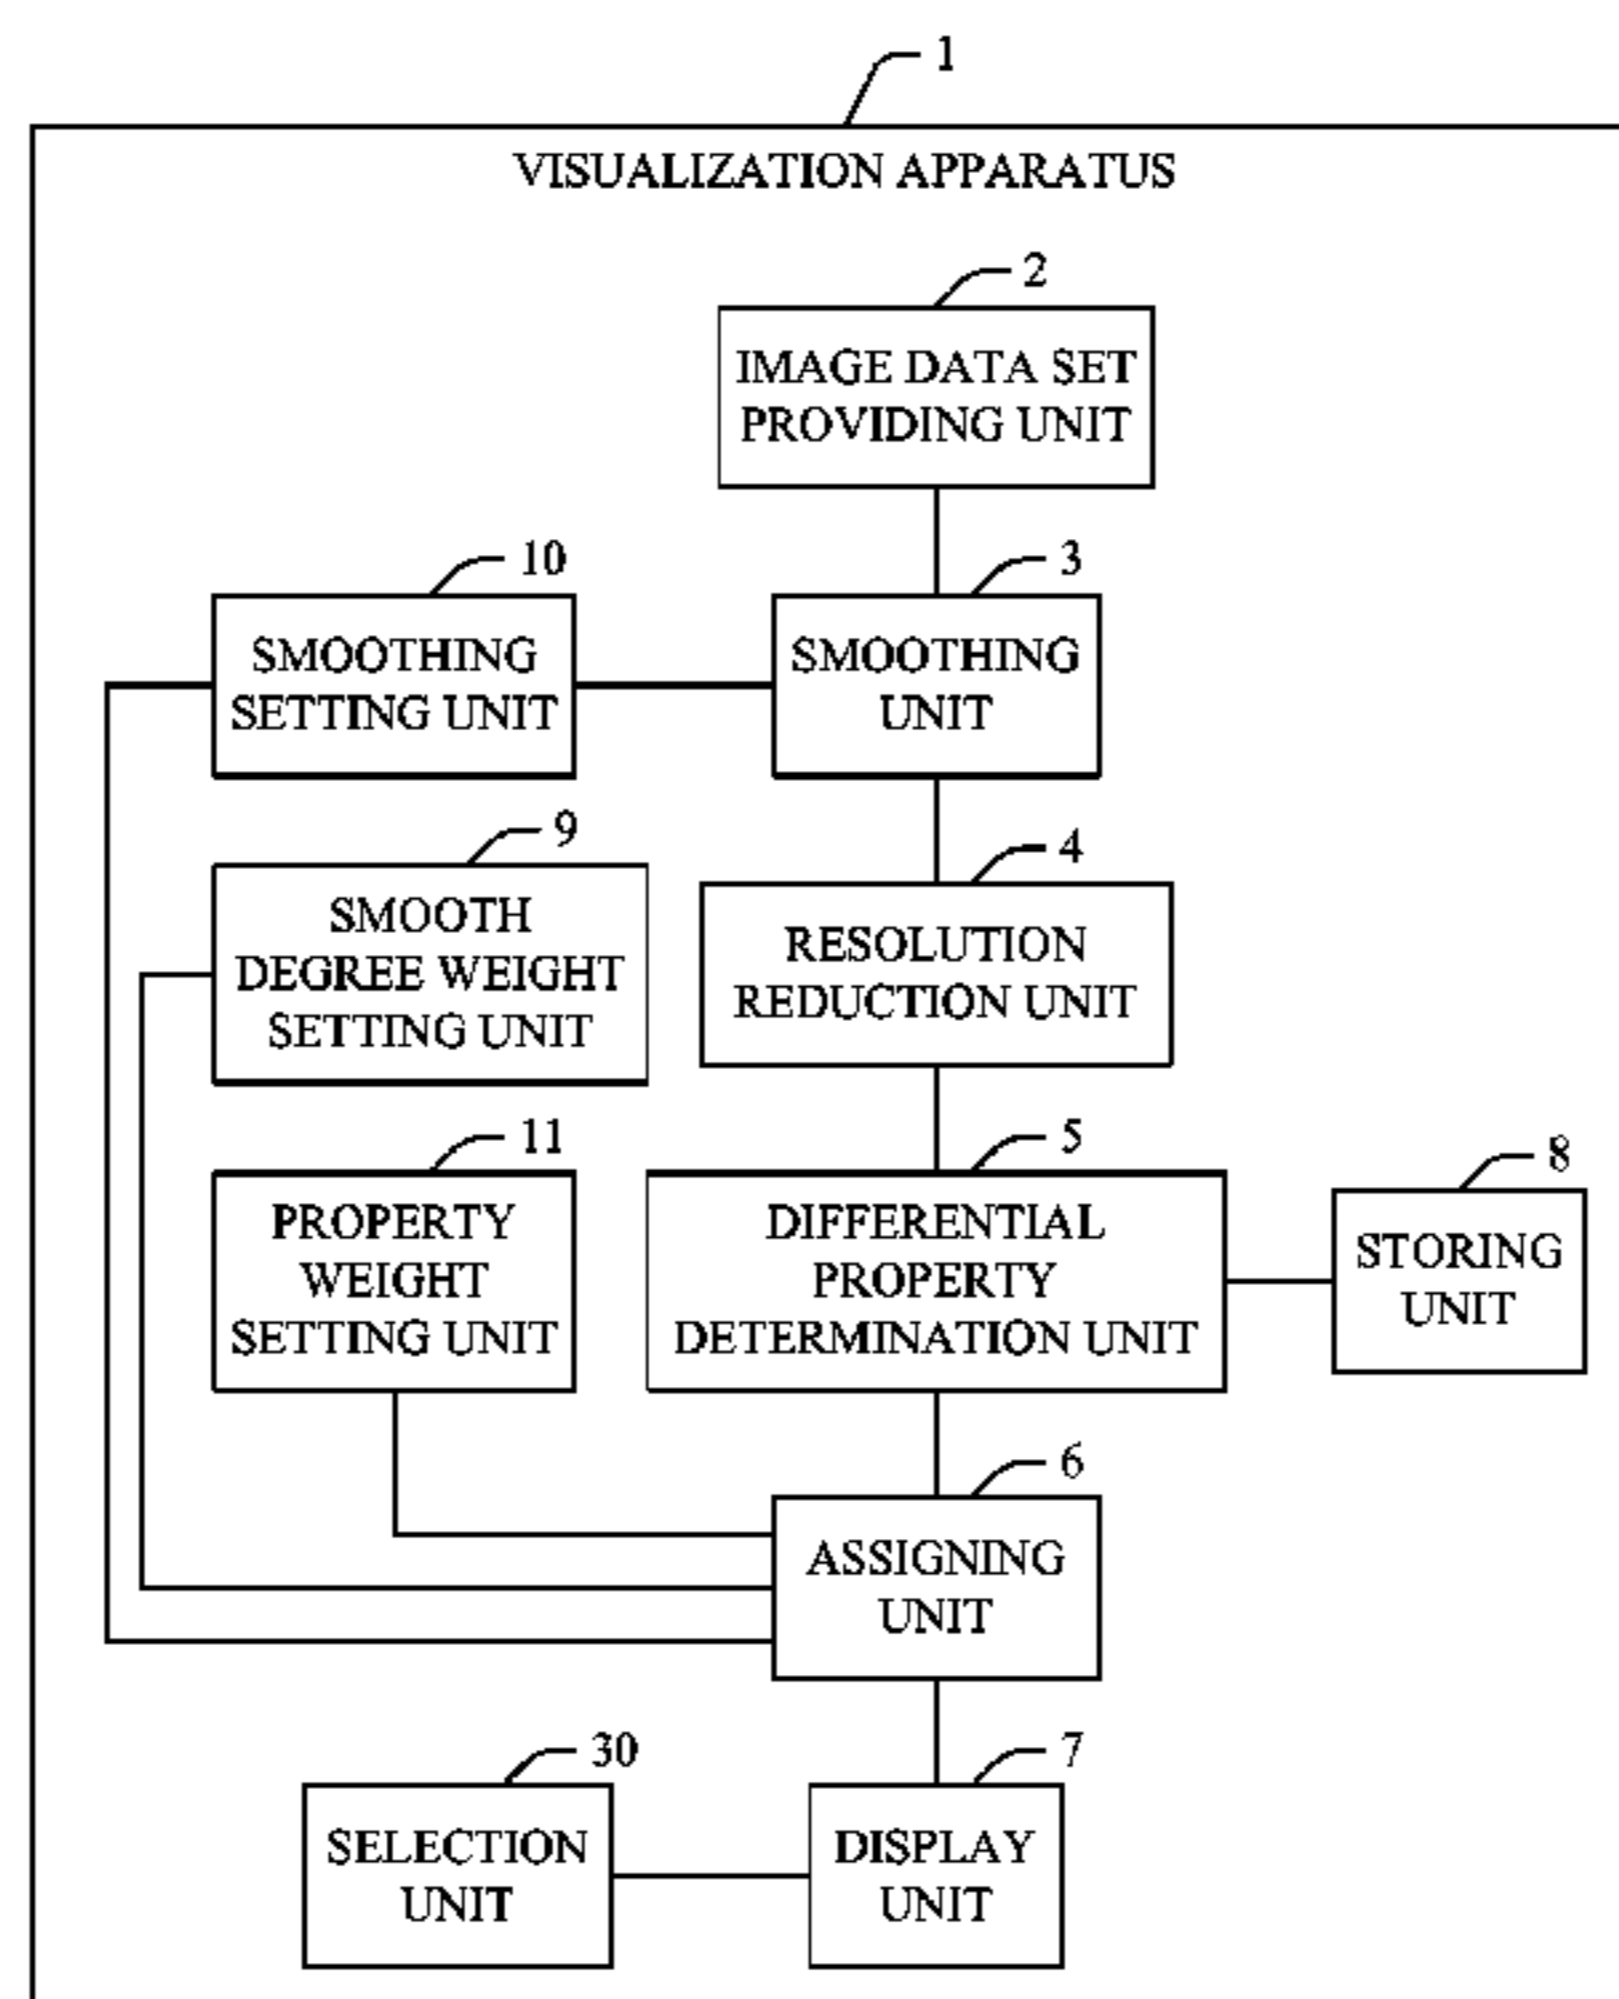 1
VISUALIZATION APPARATUS
2
IMAGE DATA SET
PROVIDING UNIT
10
SMOOTHING
SETTING UNIT
3
SMOOTHING
UNIT
9
SMOOTH
DEGREE WEIGHT
SETTING UNIT
4
RESOLUTION
REDUCTION UNIT
11
PROPERTY
WEIGHT
SETTING UNIT
5
DIFFERENTIAL
PROPERTY
DETERMINATION UNIT
8
STORING
UNIT
6
ASSIGNING
UNIT
30
SELECTION
UNIT
7
DISPLAY
UNIT